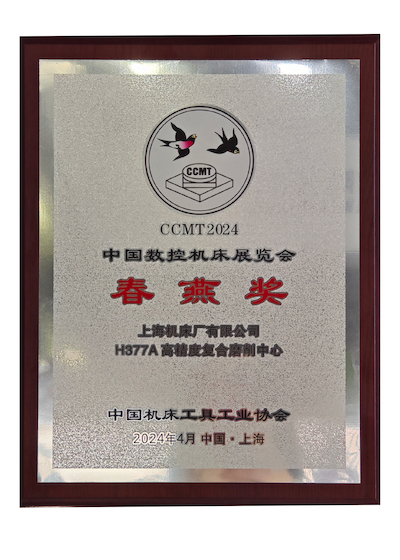 CCMT
CCMT2024
中国数控机床展览会
春燕奖
上海机床厂有限公司
H377A 高精度复合磨削中心
中国机床工具工业协会
2024年4月 中国·上海